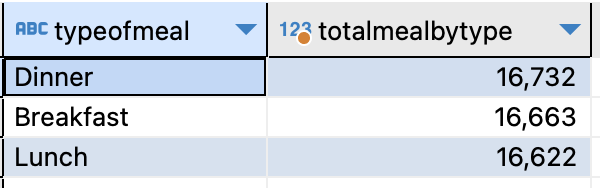 ABC typeofmeal 123 totalmealbytype
Dinner 16,732
Breakfast 16,663
Lunch 16,622